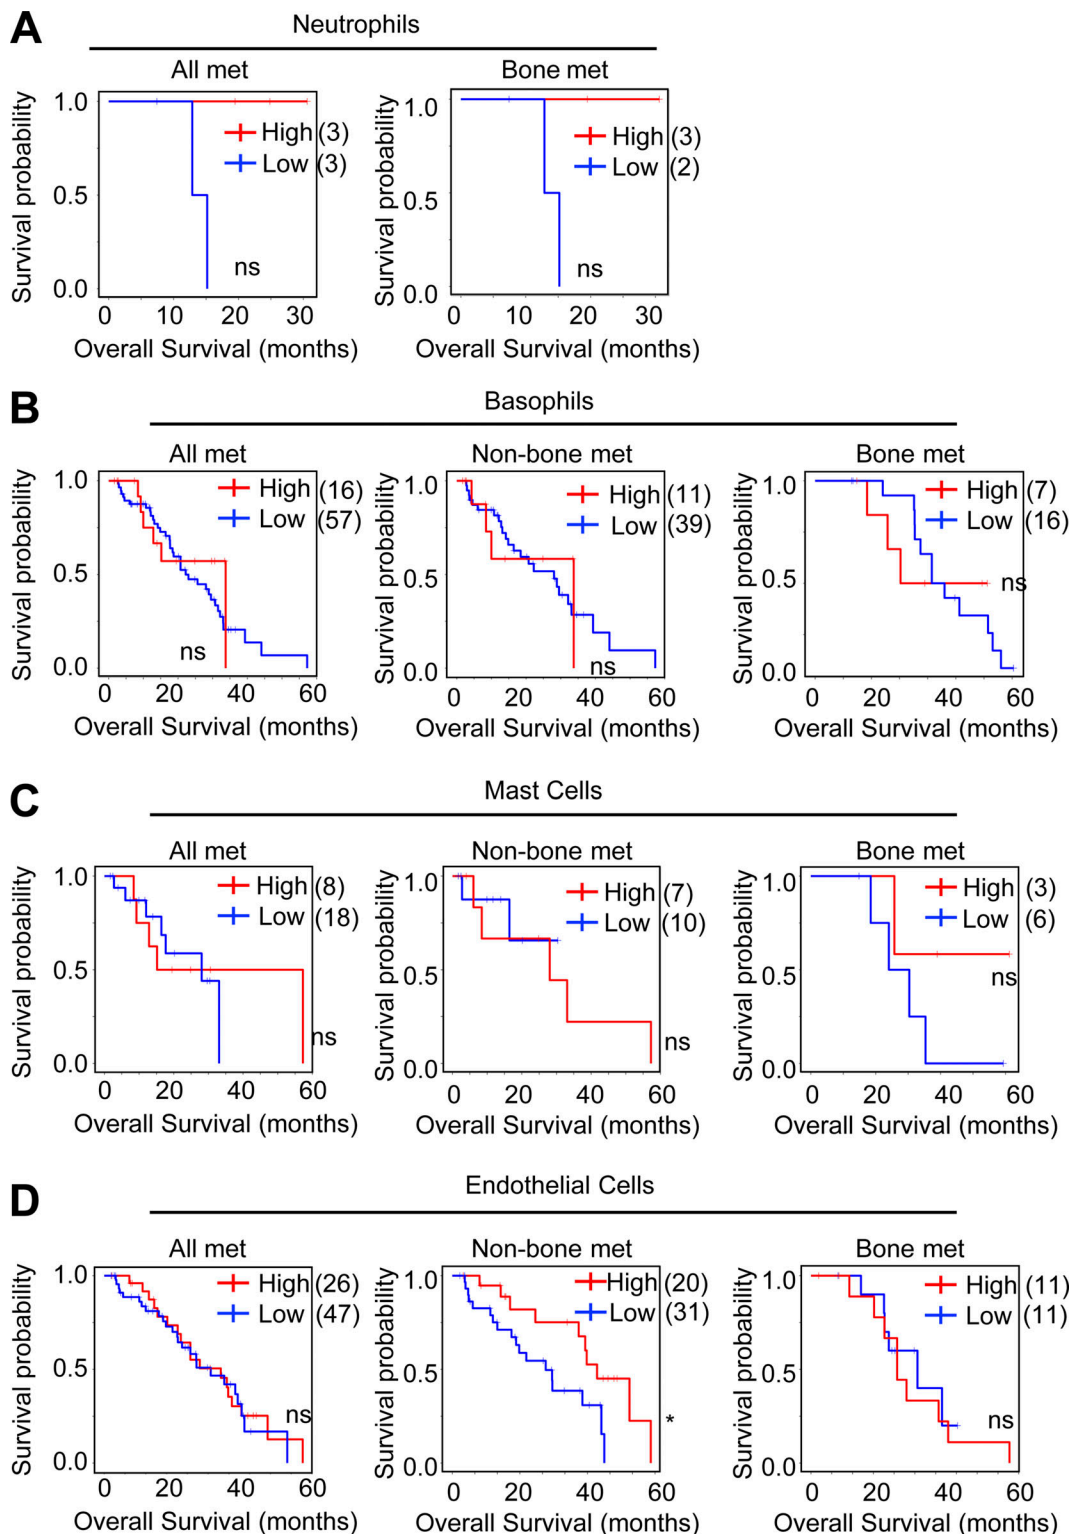 A
Neutrophils
All met
Bone met
Survival probability
1.0
0.5
0.0
High (3)
Low (3)
ns
0 10 20 30
Overall Survival (months)
Survival probability
1.0
0.5
0.0
High (3)
Low (2)
ns
0 10 20 30
Overall Survival (months)
B
Basophils
All met
Non-bone met
Bone met
Survival probability
1.0
0.5
0.0
High (16)
Low (57)
ns
0 20 40 60
Overall Survival (months)
Survival probability
1.0
0.5
0.0
High (11)
Low (39)
ns
0 20 40 60
Overall Survival (months)
Survival probability
1.0
0.5
0.0
High (7)
Low (16)
ns
0 20 40 60
Overall Survival (months)
C
Mast Cells
All met
Non-bone met
Bone met
Survival probability
1.0
0.5
0.0
High (8)
Low (18)
ns
0 20 40 60
Overall Survival (months)
Survival probability
1.0
0.5
0.0
High (7)
Low (10)
ns
0 20 40 60
Overall Survival (months)
Survival probability
1.0
0.5
0.0
High (3)
Low (6)
ns
0 20 40 60
Overall Survival (months)
D
Endothelial Cells
All met
Non-bone met
Bone met
Survival probability
1.0
0.5
0.0
High (26)
Low (47)
ns
0 20 40 60
Overall Survival (months)
Survival probability
1.0
0.5
0.0
High (20)
Low (31)
*
0 20 40 60
Overall Survival (months)
Survival probability
1.0
0.5
0.0
High (11)
Low (11)
ns
0 20 40 60
Overall Survival (months)